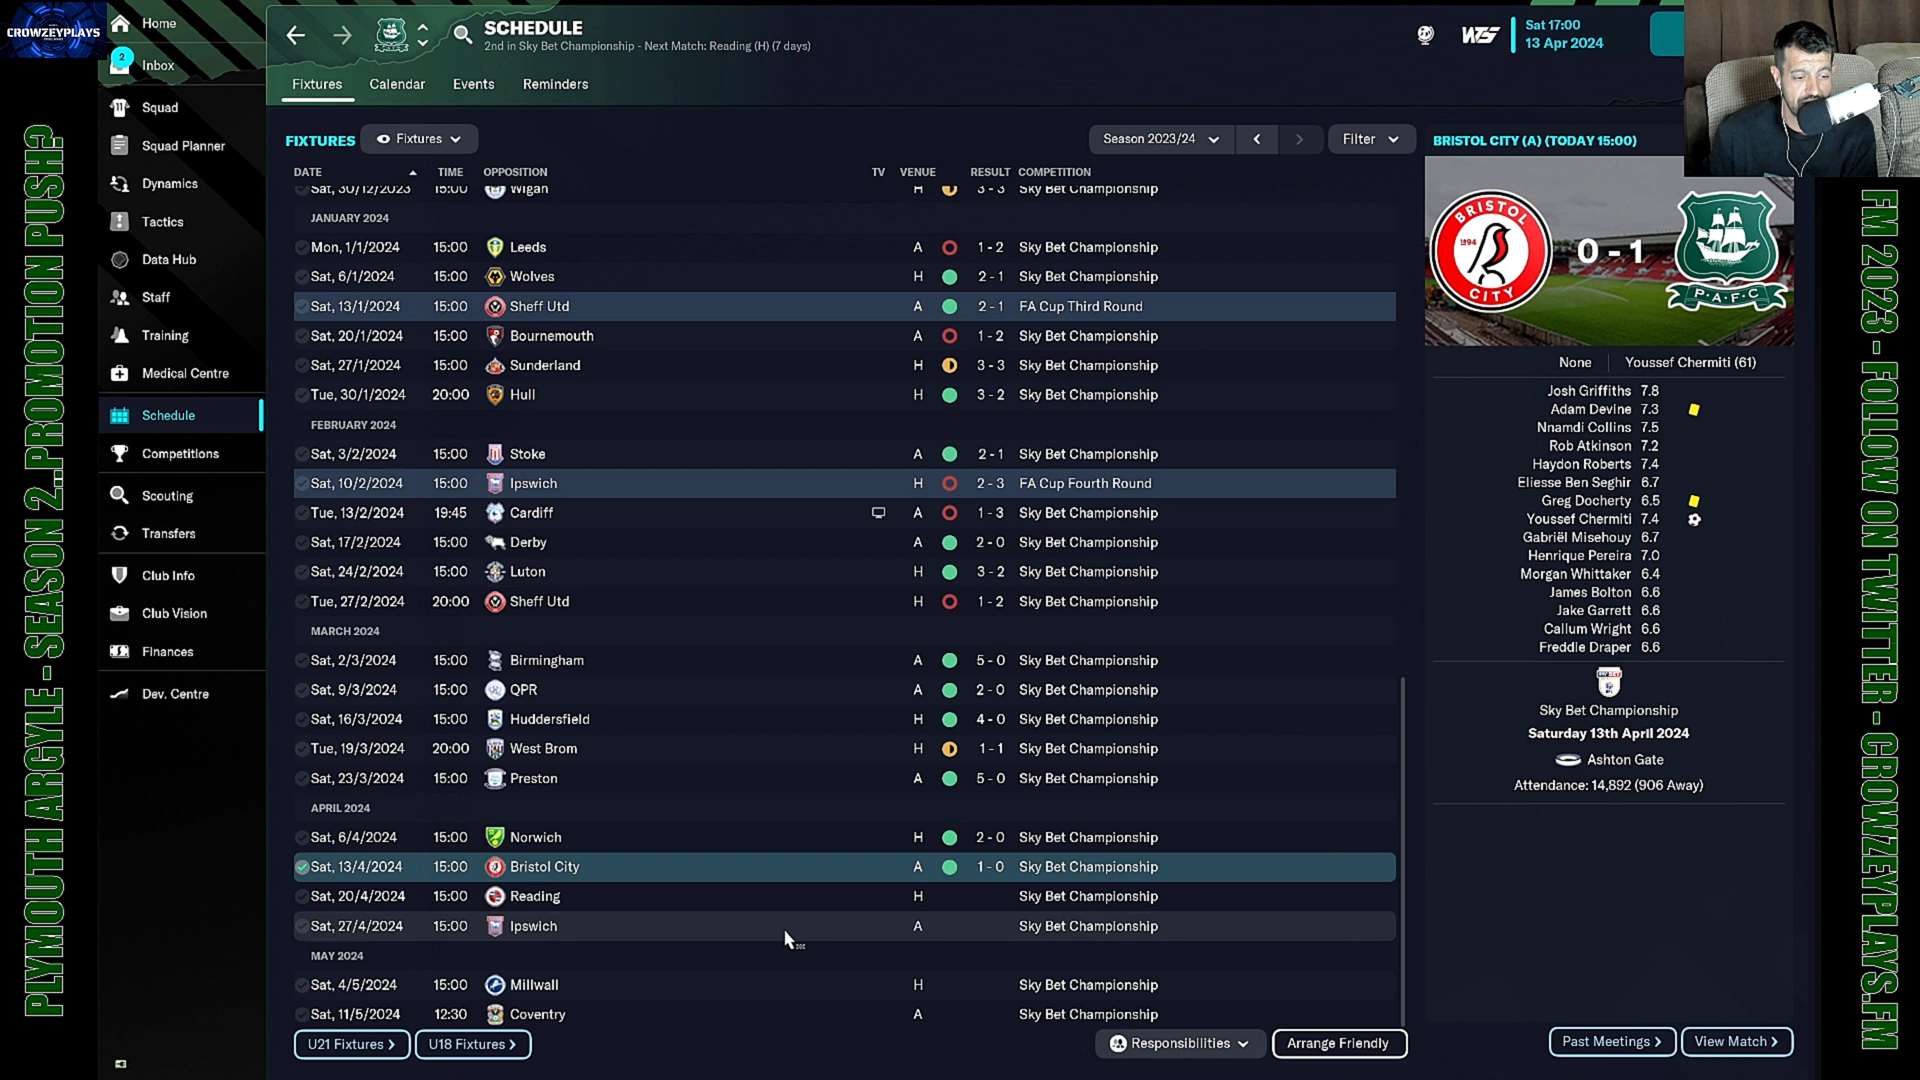 CROWZEYPLAYS
PLYMOUTH ARGYLE - SEASON 2...PROMOTION PUSH?
Home
2
Inbox
Squad
Squad Planner
Dynamics
Tactics
Data Hub
Staff
Training
Medical Centre
Schedule
Competitions
Scouting
Transfers
Club Info
Club Vision
Finances
Dev. Centre
SCHEDULE
2nd in Sky Bet Championship - Next Match: Reading (H) (7 days)
Sat 17:00
13 Apr 2024
Fixtures Calendar Events Reminders
FIXTURES Fixtures Season 2023/24 Filter
DATE TIME OPPOSITION TV VENUE RESULT COMPETITION
Sat, 30/12/2023 15:00 Wigan H 3 - 3 Sky Bet Championship
JANUARY 2024
Mon, 1/1/2024 15:00 Leeds A 1 - 2 Sky Bet Championship
Sat, 6/1/2024 15:00 Wolves H 2 - 1 Sky Bet Championship
Sat, 13/1/2024 15:00 Sheff Utd A 2 - 1 FA Cup Third Round
Sat, 20/1/2024 15:00 Bournemouth A 1 - 2 Sky Bet Championship
Sat, 27/1/2024 15:00 Sunderland H 3 - 3 Sky Bet Championship
Tue, 30/1/2024 20:00 Hull H 3 - 2 Sky Bet Championship
FEBRUARY 2024
Sat, 3/2/2024 15:00 Stoke A 2 - 1 Sky Bet Championship
Sat, 10/2/2024 15:00 Ipswich H 2 - 3 FA Cup Fourth Round
Tue, 13/2/2024 19:45 Cardiff A 1 - 3 Sky Bet Championship
Sat, 17/2/2024 15:00 Derby A 2 - 0 Sky Bet Championship
Sat, 24/2/2024 15:00 Luton H 3 - 2 Sky Bet Championship
Tue, 27/2/2024 20:00 Sheff Utd H 1 - 2 Sky Bet Championship
MARCH 2024
Sat, 2/3/2024 15:00 Birmingham A 5 - 0 Sky Bet Championship
Sat, 9/3/2024 15:00 QPR A 2 - 0 Sky Bet Championship
Sat, 16/3/2024 15:00 Huddersfield H 4 - 0 Sky Bet Championship
Tue, 19/3/2024 20:00 West Brom H 1 - 1 Sky Bet Championship
Sat, 23/3/2024 15:00 Preston A 5 - 0 Sky Bet Championship
APRIL 2024
Sat, 6/4/2024 15:00 Norwich H 2 - 0 Sky Bet Championship
Sat, 13/4/2024 15:00 Bristol City A 1 - 0 Sky Bet Championship
Sat, 20/4/2024 15:00 Reading H Sky Bet Championship
Sat, 27/4/2024 15:00 Ipswich A Sky Bet Championship
MAY 2024
Sat, 4/5/2024 15:00 Millwall H Sky Bet Championship
Sat, 11/5/2024 12:30 Coventry A Sky Bet Championship
U21 Fixtures > U18 Fixtures > Responsibilities Arrange Friendly
BRISTOL CITY (A) (TODAY 15:00)
BRISTOL
1894
CITY
0 - 1
P.A.F.C
None Youssef Chermiti (61)
Josh Griffiths 7.8
Adam Devine 7.3
Nnamdi Collins 7.5
Rob Atkinson 7.2
Haydon Roberts 7.4
Eliesse Ben Seghir 6.7
Greg Docherty 6.5
Youssef Chermiti 7.4
Gabriël Misehouy 6.7
Henrique Pereira 7.0
Morgan Whittaker 6.4
James Bolton 6.6
Jake Garrett 6.6
Callum Wright 6.6
Freddie Draper 6.6
Sky Bet Championship
Saturday 13th April 2024
Ashton Gate
Attendance: 14,892 (906 Away)
Past Meetings > View Match >
FM 2023 - FOLLOW ON TWITTER - CROWZEYPLAYS.FM